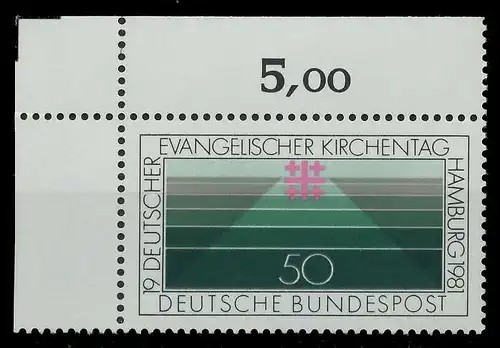 5,00
19. DEUTSCHER
EVANGELISCHER KIRCHENTAG
HAMBURG 1981
50
DEUTSCHE BUNDESPOST